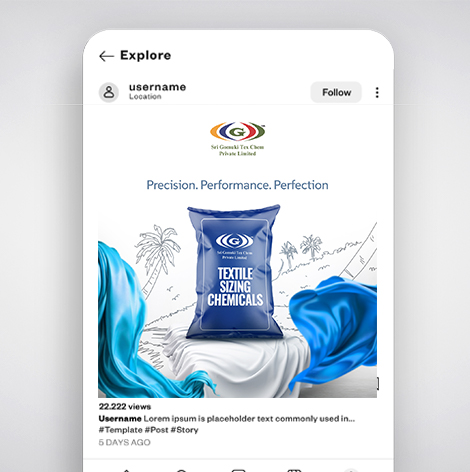 ← Explore
username
Location
Follow
G
Sri Gomuki Tex Chem
Private Limited
Precision. Performance. Perfection
G
Sri Gomuki Tex Chem
Private Limited
TEXTILE
SIZING
CHEMICALS
22.222 views
Username Lorem ipsum is placeholder text commonly used in...
#Template #Post #Story
5 DAYS AGO